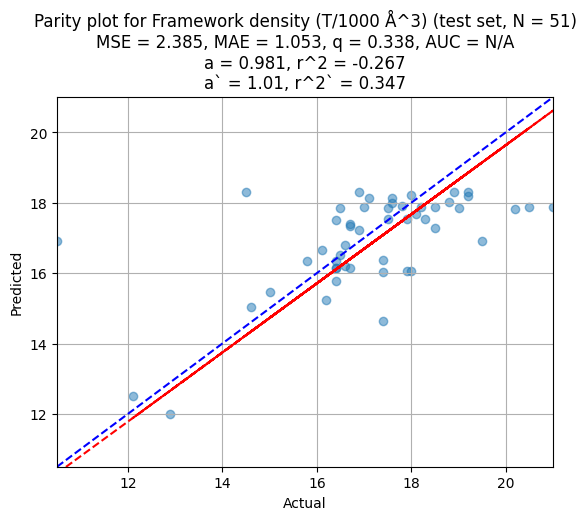 Parity plot for Framework density (T/1000 Å^3) (test set, N = 51)
MSE = 2.385, MAE = 1.053, q = 0.338, AUC = N/A
a = 0.981, r^2 = -0.267
a` = 1.01, r^2` = 0.347
20
18
16
14
12
Predicted
12 14 16 18 20
Actual